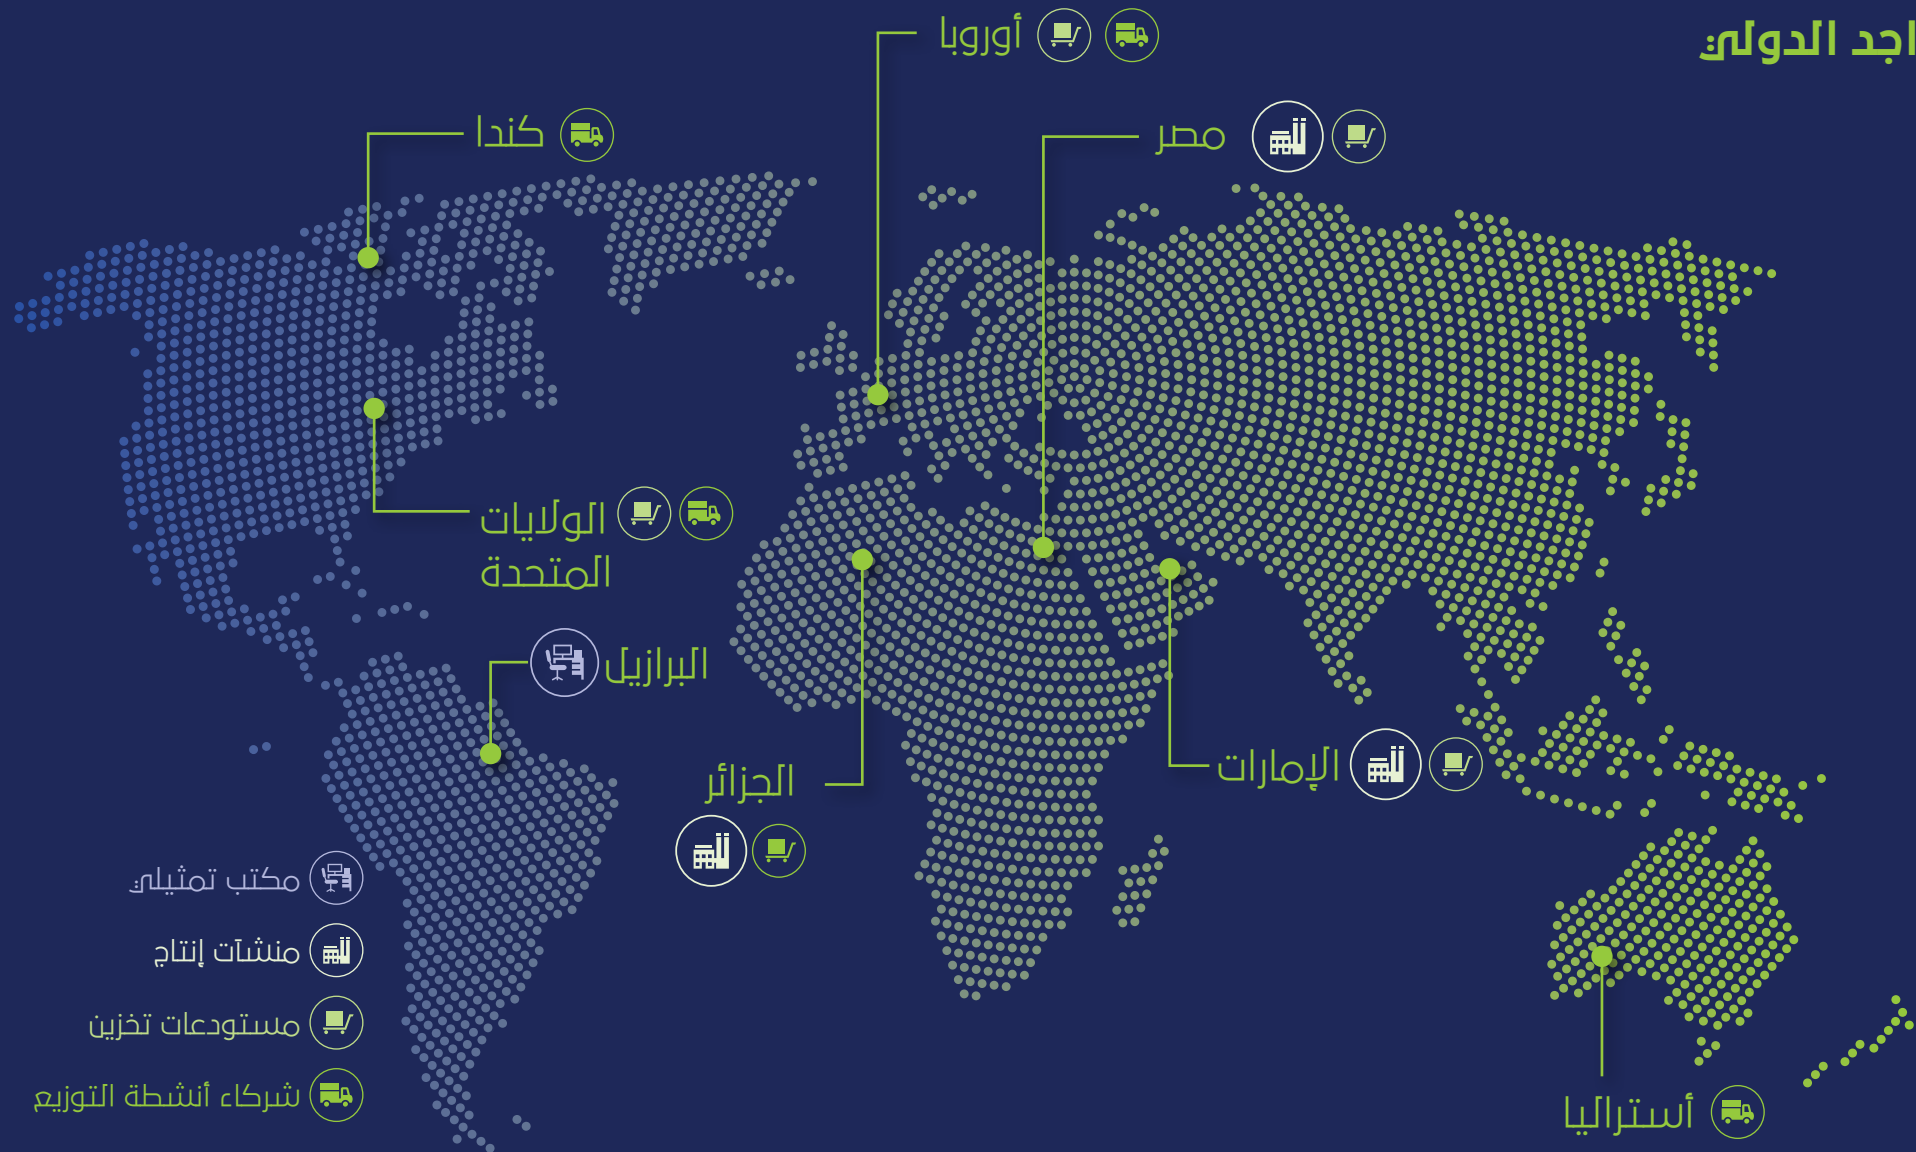 اجد الدولي
أوروبا
كندا
مصر
الولايات
المتحدة
البرازيل
الجزائر
الإمارات
مكتب تمثيلي
منشآت إنتاج
مستودعات تخزين
شركاء أنشطة التوزيع
أستراليا